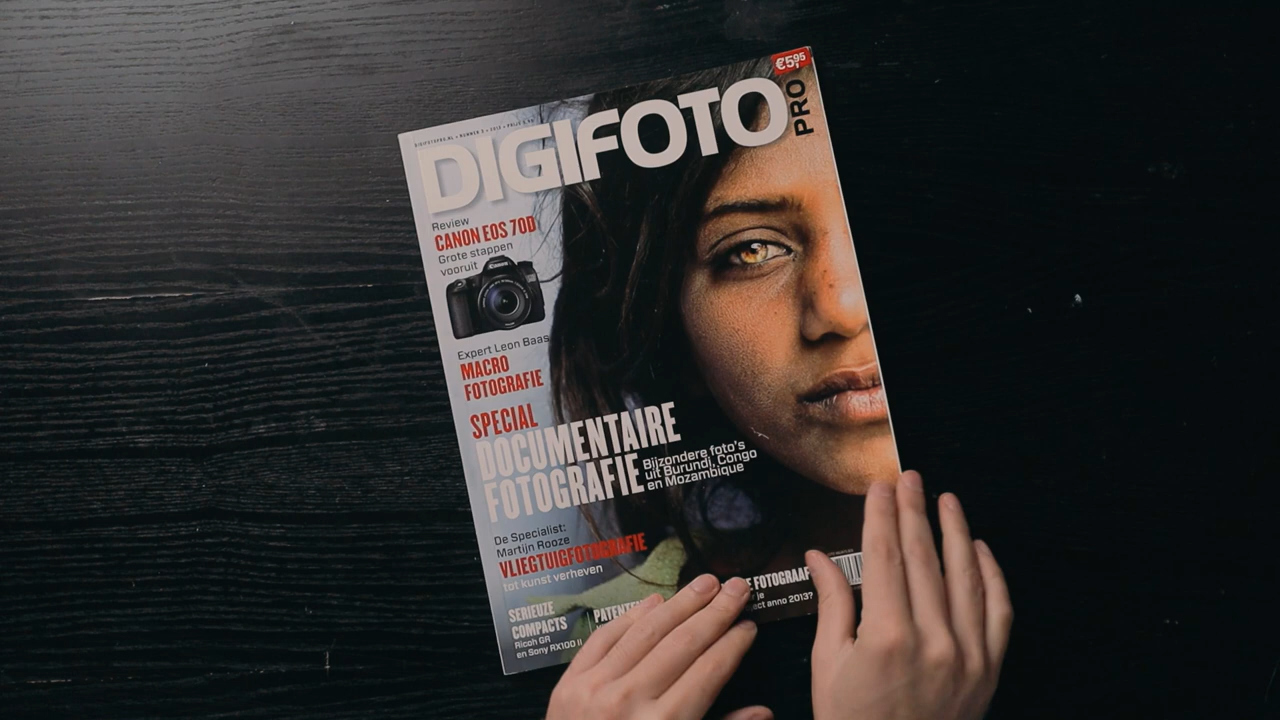 €5,95
DIGIFOTO
PRO
Review
CANON EOS 70D
Grote stappen
vooruit
Canon
Expert Leon Baas
MACRO
FOTOGRAFIE
SPECIAL
DOCUMENTAIRE
FOTOGRAFIE
Bijzondere foto's
uit Burundi, Congo
en Mozambique
De Specialist:
Martijn Rooze
VLIEGTUIGFOTOGRAFIE
tot kunst verheven
SERIEUZE
COMPACTS
Ricoh GR
en Sony RX100 II
FOTOGRAAF
je
anno 2013?